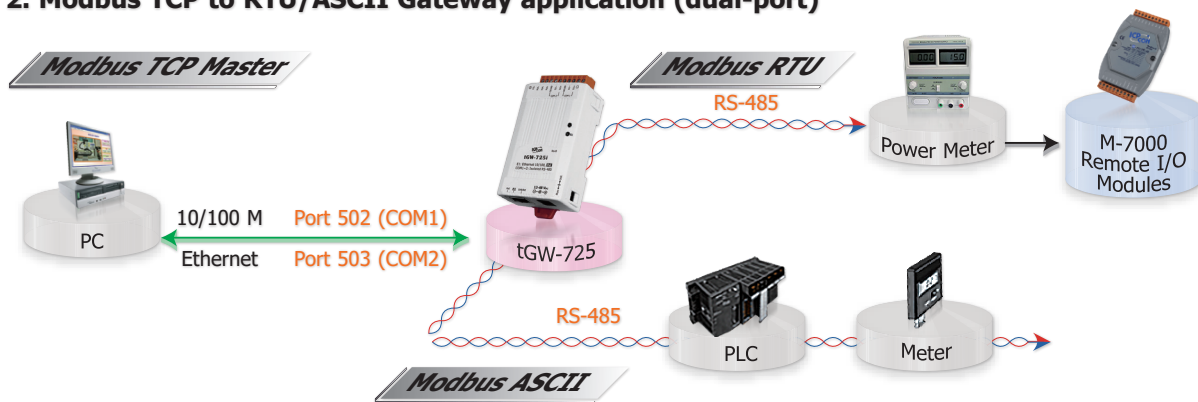 2. Modbus TCP to RTU/ASCII Gateway application (dual-port)
Modbus TCP Master
Modbus RTU
RS-485
tGW-725i
PC
10/100 M
Ethernet
Port 502 (COM1)
Port 503 (COM2)
tGW-725
Power Meter
M-7000
Remote I/O
Modules
RS-485
PLC
Meter
Modbus ASCII